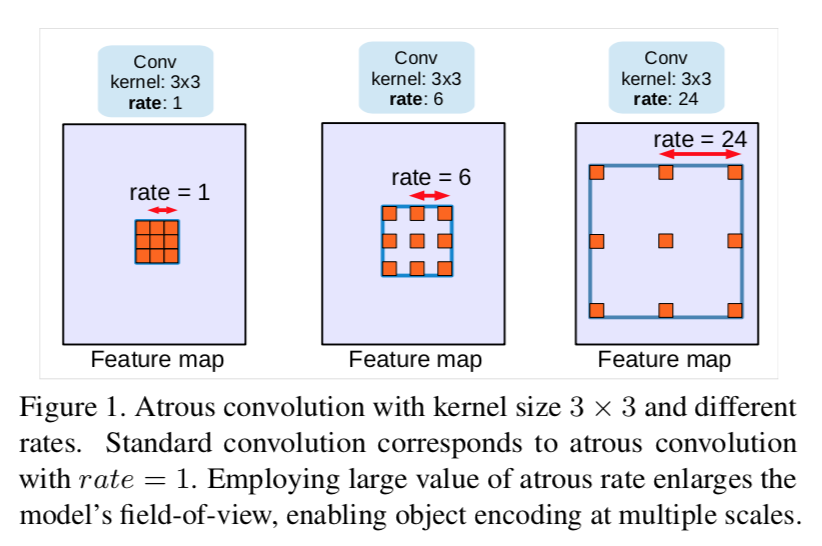 Conv
kernel: 3x3
rate: 1
Conv
kernel: 3x3
rate: 6
Conv
kernel: 3x3
rate: 24
rate = 1
rate = 6
rate = 24
Feature map
Feature map
Feature map
Figure 1. Atrous convolution with kernel size 3 × 3 and different
rates. Standard convolution corresponds to atrous convolution
with rate = 1. Employing large value of atrous rate enlarges the
model's field-of-view, enabling object encoding at multiple scales.